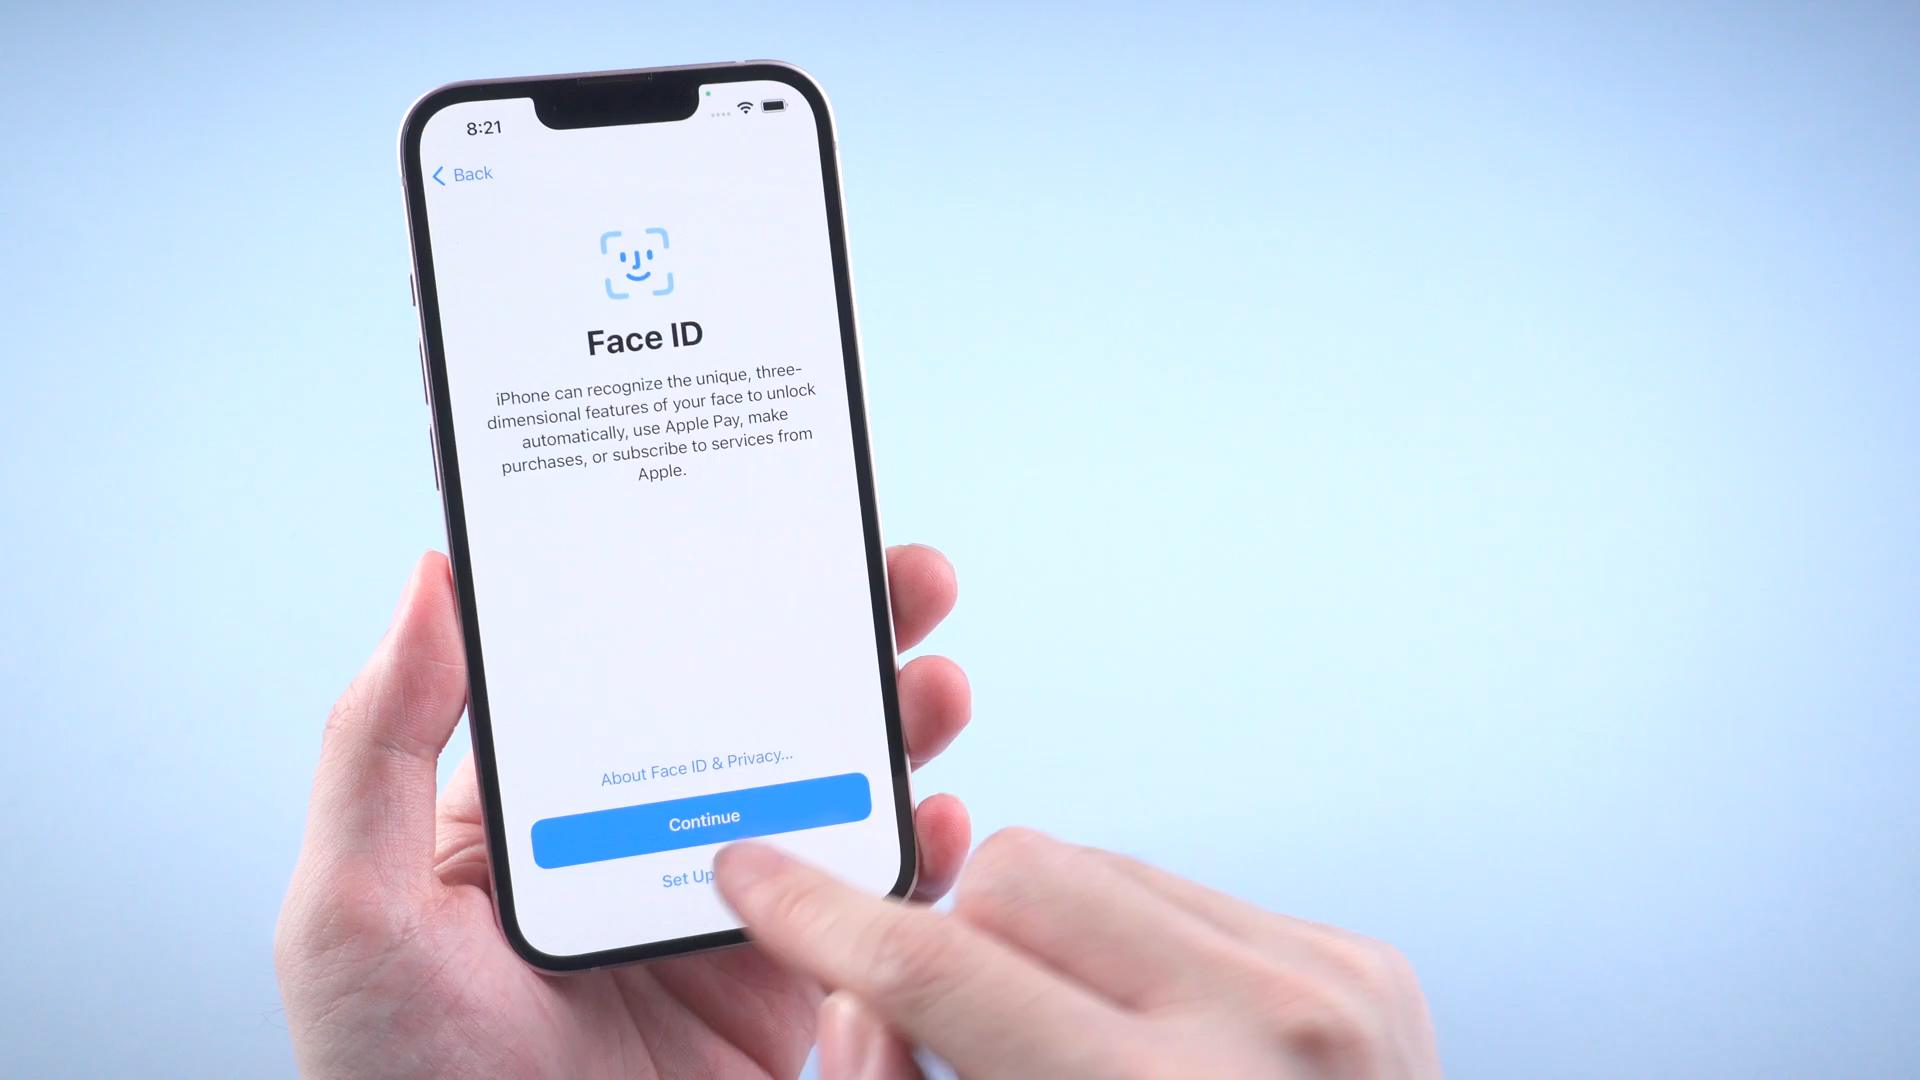 8:21
Back
Face ID
iPhone can recognize the unique, three-
dimensional features of your face to unlock
automatically, use Apple Pay, make
purchases, or subscribe to services from
Apple.
About Face ID & Privacy...
Continue
Set Up